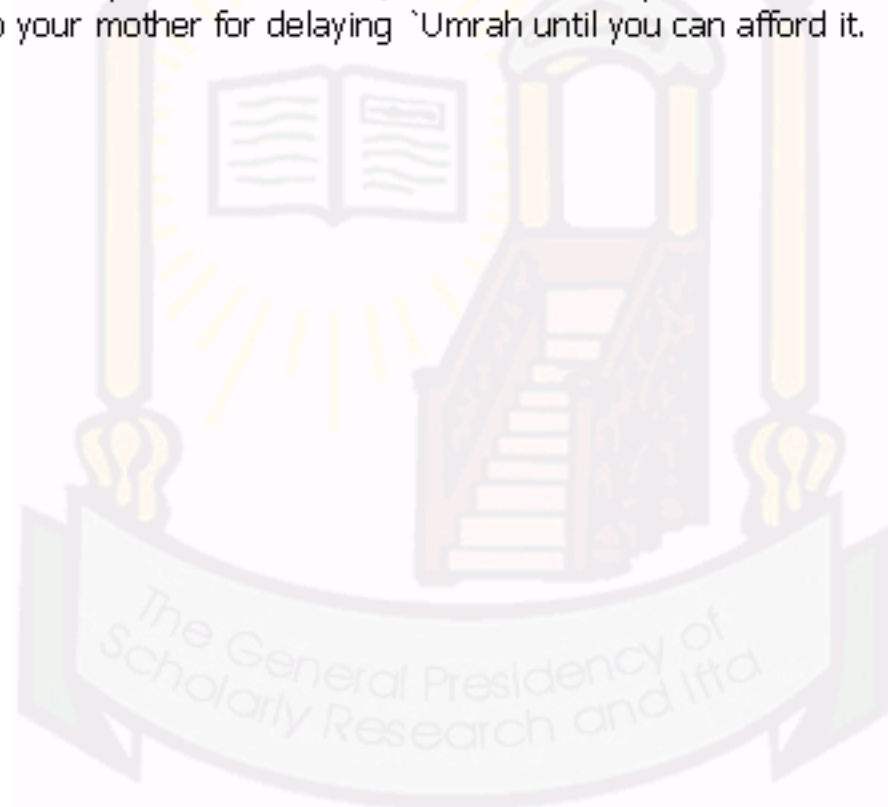 your mother for delaying `Umrah until you can afford it.
The General Presidency of
Scholarly Research and Ifta